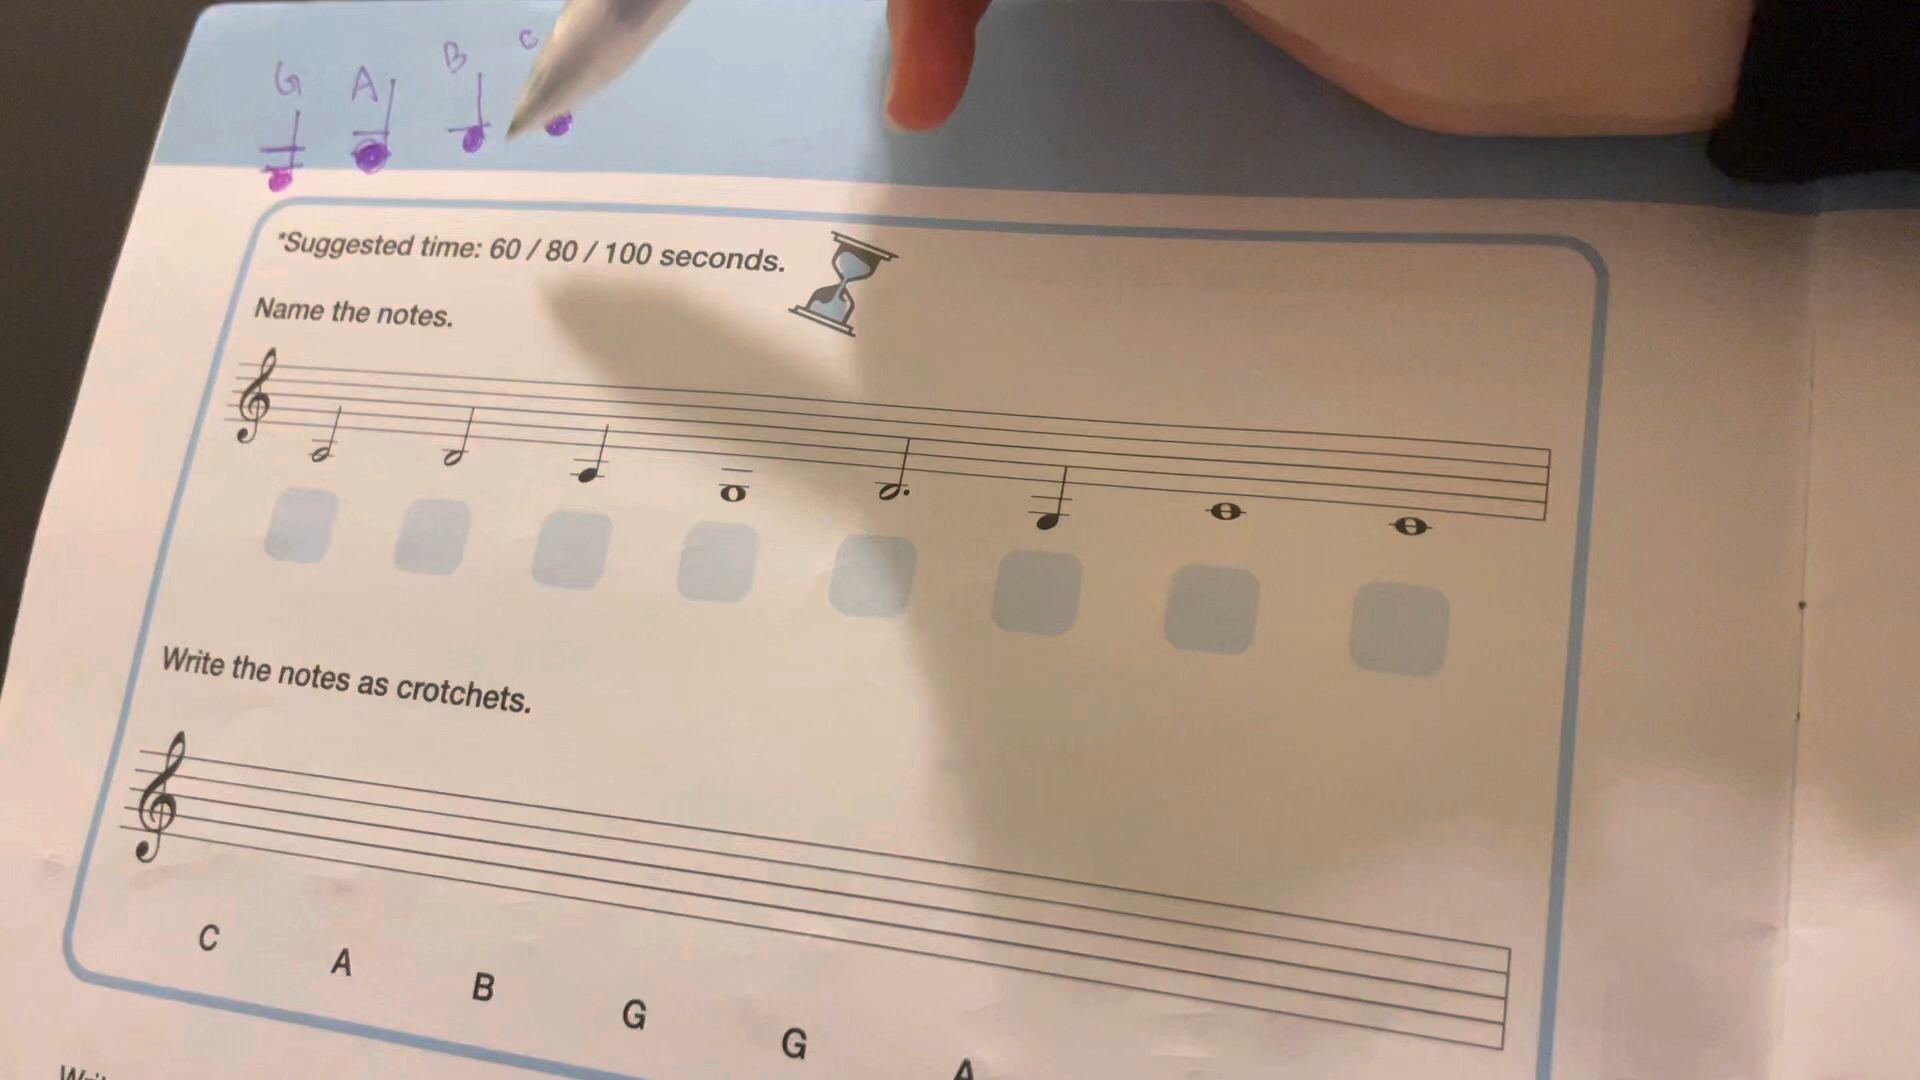 G A B C
*Suggested time: 60 / 80 / 100 seconds.
Name the notes.
Write the notes as crotchets.
C A B G G A